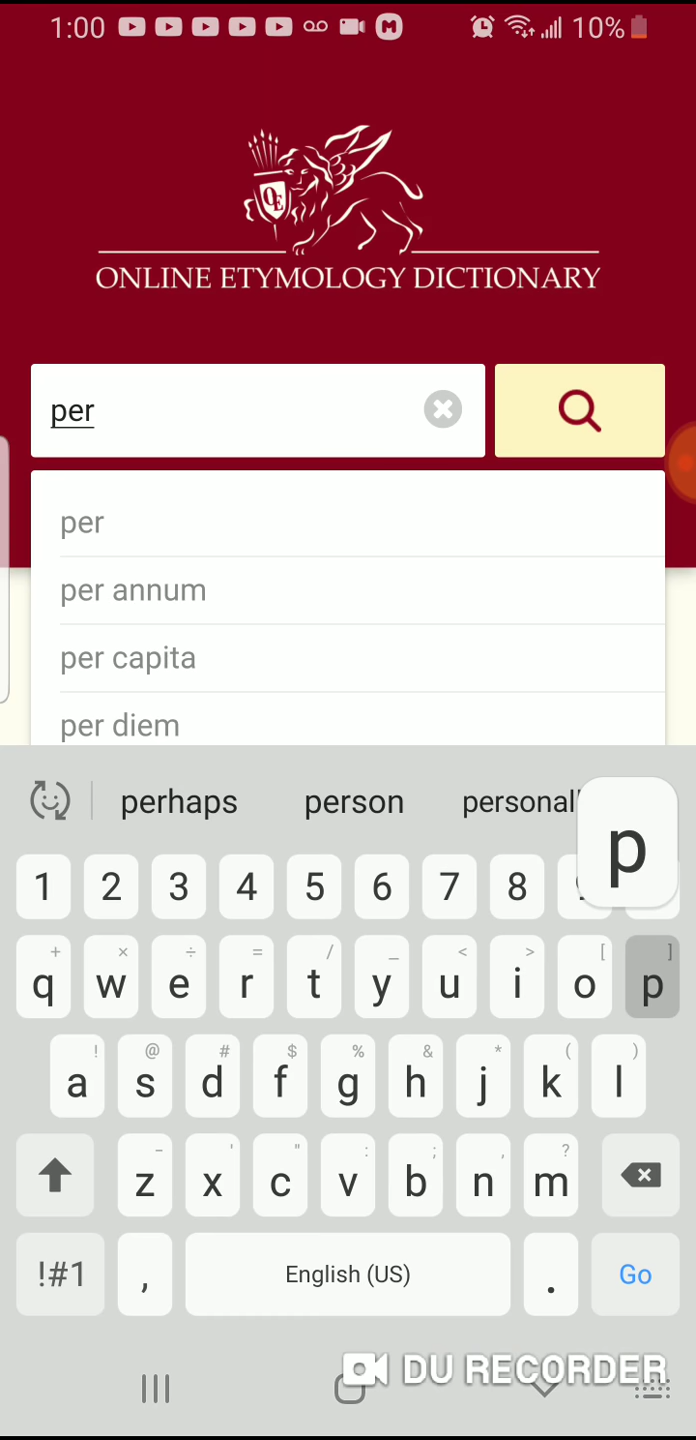 1:00 10%
OE
ONLINE ETYMOLOGY DICTIONARY
per
per
per annum
per capita
per diem
perhaps person personal
p
1 2 3 4 5 6 7 8
+ × ÷ = / _ < > [ ]
q w e r t y u i o p
! @ # $ % & * ( )
a s d f g h j k l
- ' " : ; , ?
z x c v b n m
!#1 , English (US) . Go
DU RECORDER